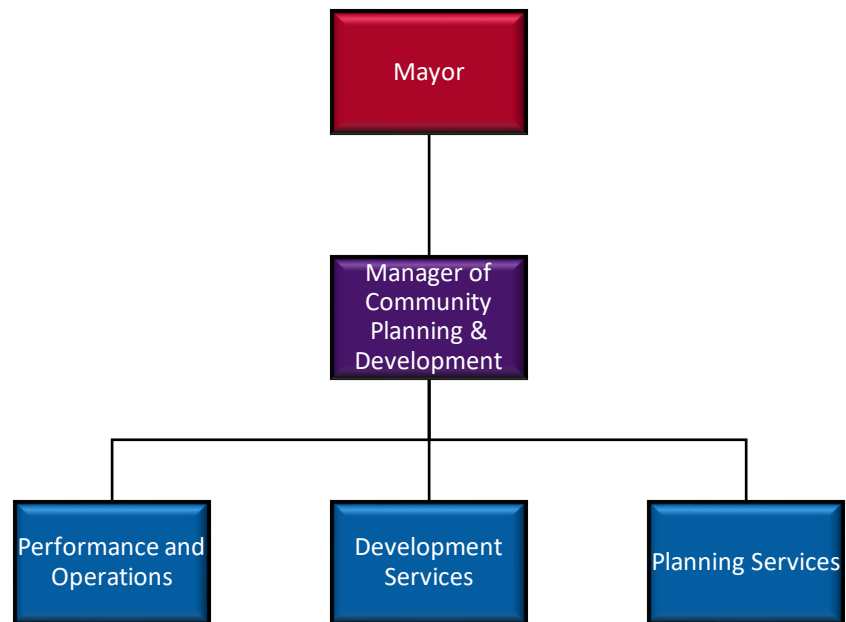 Mayor
Manager of
Community
Planning &
Development
Performance and
Operations
Development
Services
Planning Services